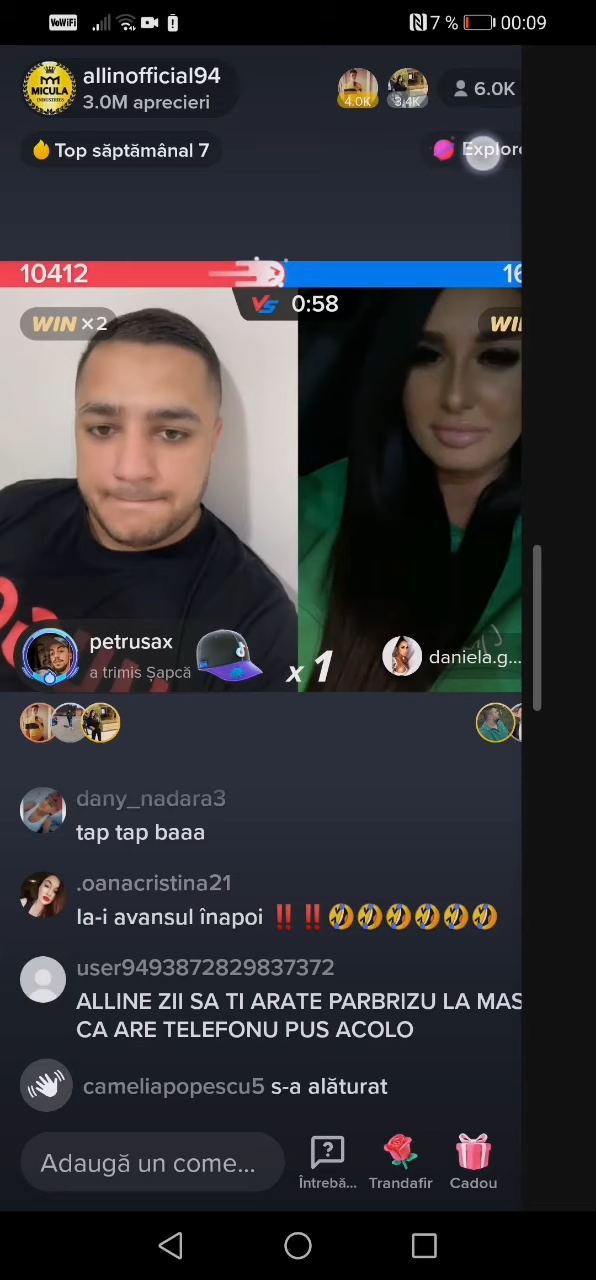 VoWiFi
7 %
00:09
MICULA
INDUSTRIES
allinofficial94
3.0M aprecieri
4.0K
3.4K
6.0K
Top săptămânal 7
Explore
10412
16
VS 0:58
WIN x2
WI
petrusax
a trimis Șapcă
x 1
daniela.g...
dany_nadara3
tap tap baaa
.oanacristina21
Ia-i avansul înapoi ‼️ ‼️🤣🤣🤣🤣🤣🤣
user9493872829837372
ALLINE ZII SA TI ARATE PARBRIZU LA MAS
CA ARE TELEFONU PUS ACOLO
cameliapopescu5 s-a alăturat
Adaugă un come...
Întrebă...
Trandafir
Cadou